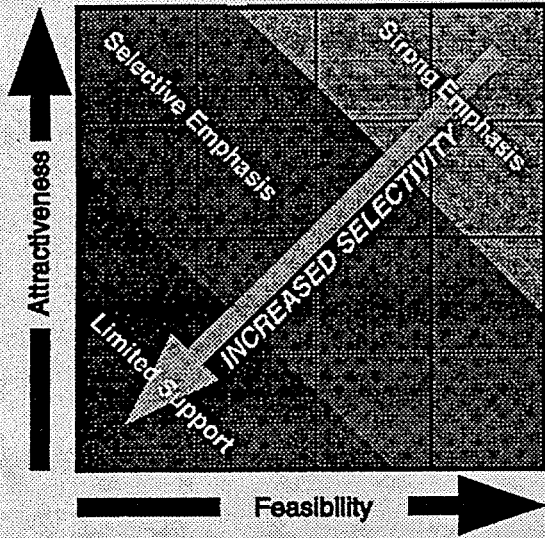 Selective Emphasis
Strong Emphasis
INCREASED SELECTIVITY
Limited Support
Attractiveness
Feasibility